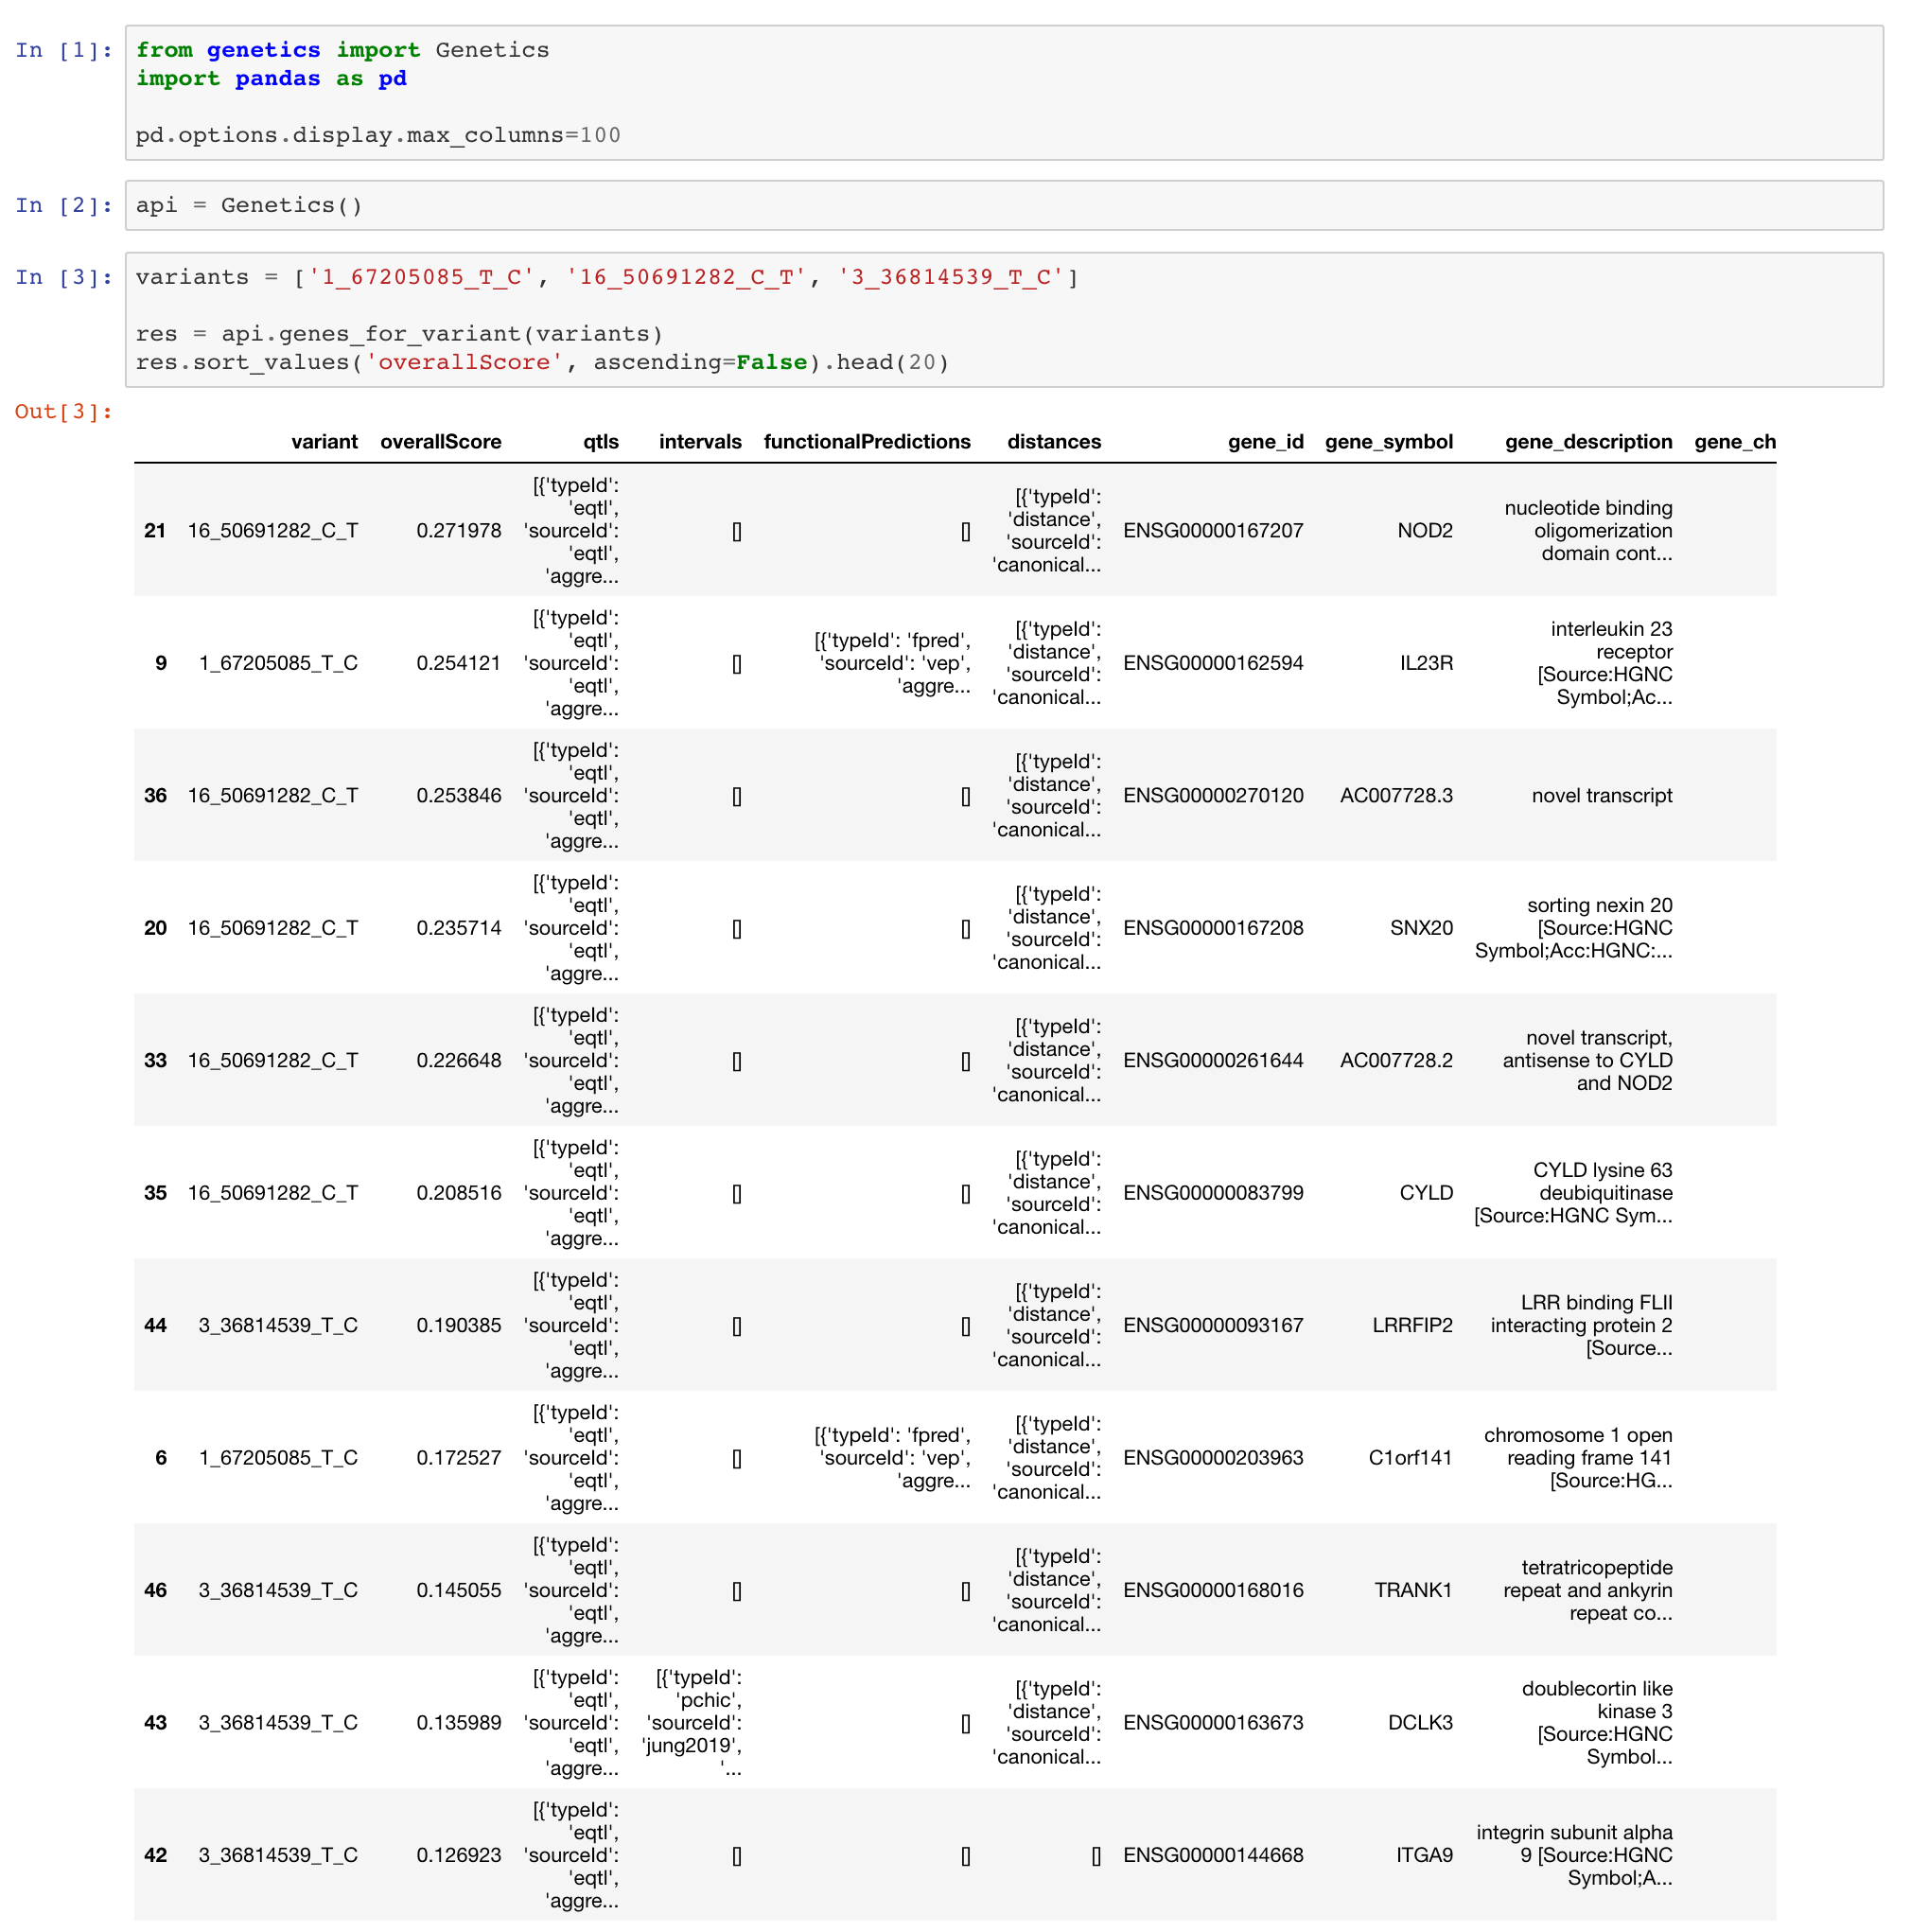 In [1]:
from genetics import Genetics
import pandas as pd
pd.options.display.max_columns=100
In [2]:
api = Genetics()
In [3]:
variants = ['1_67205085_T_C', '16_50691282_C_T', '3_36814539_T_C']
res = api.genes_for_variant(variants)
res.sort_values('overallScore', ascending=False).head(20)
Out[3]:
variant overallScore qtls intervals functionalPredictions distances gene_id gene_symbol gene_description gene_ch
21 16_50691282_C_T 0.271978
[{'typeId':
'eqtl',
'sourceId':
'eqtl',
'aggre...
[]
[]
[{'typeId':
'distance',
'sourceId':
'canonical...
ENSG00000167207 NOD2
nucleotide binding
oligomerization
domain cont...
9 1_67205085_T_C 0.254121
[{'typeId':
'eqtl',
'sourceId':
'eqtl',
'aggre...
[]
[{'typeId': 'fpred',
'sourceId': 'vep',
'aggre...
[{'typeId':
'distance',
'sourceId':
'canonical...
ENSG00000162594 IL23R
interleukin 23
receptor
[Source:HGNC
Symbol;Ac...
36 16_50691282_C_T 0.253846
[{'typeId':
'eqtl',
'sourceId':
'eqtl',
'aggre...
[]
[]
[{'typeId':
'distance',
'sourceId':
'canonical...
ENSG00000270120 AC007728.3
novel transcript
20 16_50691282_C_T 0.235714
[{'typeId':
'eqtl',
'sourceId':
'eqtl',
'aggre...
[]
[]
[{'typeId':
'distance',
'sourceId':
'canonical...
ENSG00000167208 SNX20
sorting nexin 20
[Source:HGNC
Symbol;Acc:HGNC:...
33 16_50691282_C_T 0.226648
[{'typeId':
'eqtl',
'sourceId':
'eqtl',
'aggre...
[]
[]
[{'typeId':
'distance',
'sourceId':
'canonical...
ENSG00000261644 AC007728.2
novel transcript,
antisense to CYLD
and NOD2
35 16_50691282_C_T 0.208516
[{'typeId':
'eqtl',
'sourceId':
'eqtl',
'aggre...
[]
[]
[{'typeId':
'distance',
'sourceId':
'canonical...
ENSG00000083799 CYLD
CYLD lysine 63
deubiquitinase
[Source:HGNC Sym...
44 3_36814539_T_C 0.190385
[{'typeId':
'eqtl',
'sourceId':
'eqtl',
'aggre...
[]
[]
[{'typeId':
'distance',
'sourceId':
'canonical...
ENSG00000093167 LRRFIP2
LRR binding FLII
interacting protein 2
[Source...
6 1_67205085_T_C 0.172527
[{'typeId':
'eqtl',
'sourceId':
'eqtl',
'aggre...
[]
[{'typeId': 'fpred',
'sourceId': 'vep',
'aggre...
[{'typeId':
'distance',
'sourceId':
'canonical...
ENSG00000203963 C1orf141
chromosome 1 open
reading frame 141
[Source:HG...
46 3_36814539_T_C 0.145055
[{'typeId':
'eqtl',
'sourceId':
'eqtl',
'aggre...
[]
[]
[{'typeId':
'distance',
'sourceId':
'canonical...
ENSG00000168016 TRANK1
tetratricopeptide
repeat and ankyrin
repeat co...
43 3_36814539_T_C 0.135989
[{'typeId':
'eqtl',
'sourceId':
'eqtl',
'aggre...
[{'typeId':
'pchic',
'sourceId':
'jung2019',
'...
[]
[{'typeId':
'distance',
'sourceId':
'canonical...
ENSG00000163673 DCLK3
doublecortin like
kinase 3
[Source:HGNC
Symbol...
42 3_36814539_T_C 0.126923
[{'typeId':
'eqtl',
'sourceId':
'eqtl',
'aggre...
[]
[]
[]
ENSG00000144668 ITGA9
integrin subunit alpha
9 [Source:HGNC
Symbol;A...